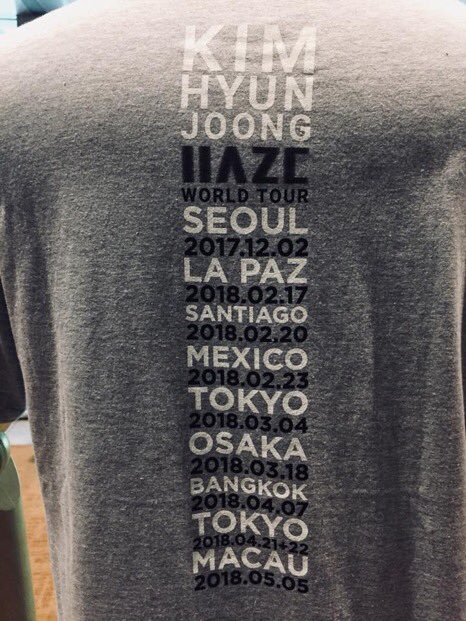 KIM
HYUN
JOONG
HAZE
WORLD TOUR
SEOUL
2017.12.02
LA PAZ
2018.02.17
SANTIAGO
2018.02.20
MEXICO
2018.02.23
TOKYO
2018.03.04
OSAKA
2018.03.18
BANGKOK
2018.04.07
TOKYO
2018.04.21+22
MACAU
2018.05.05